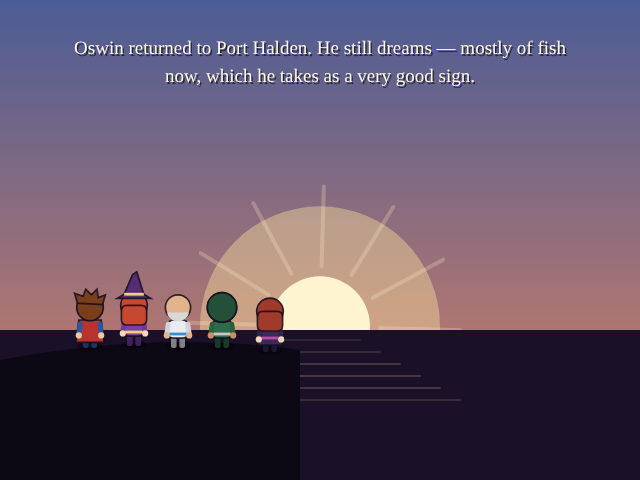 Oswin returned to Port Halden. He still dreams — mostly of fish
now, which he takes as a very good sign.